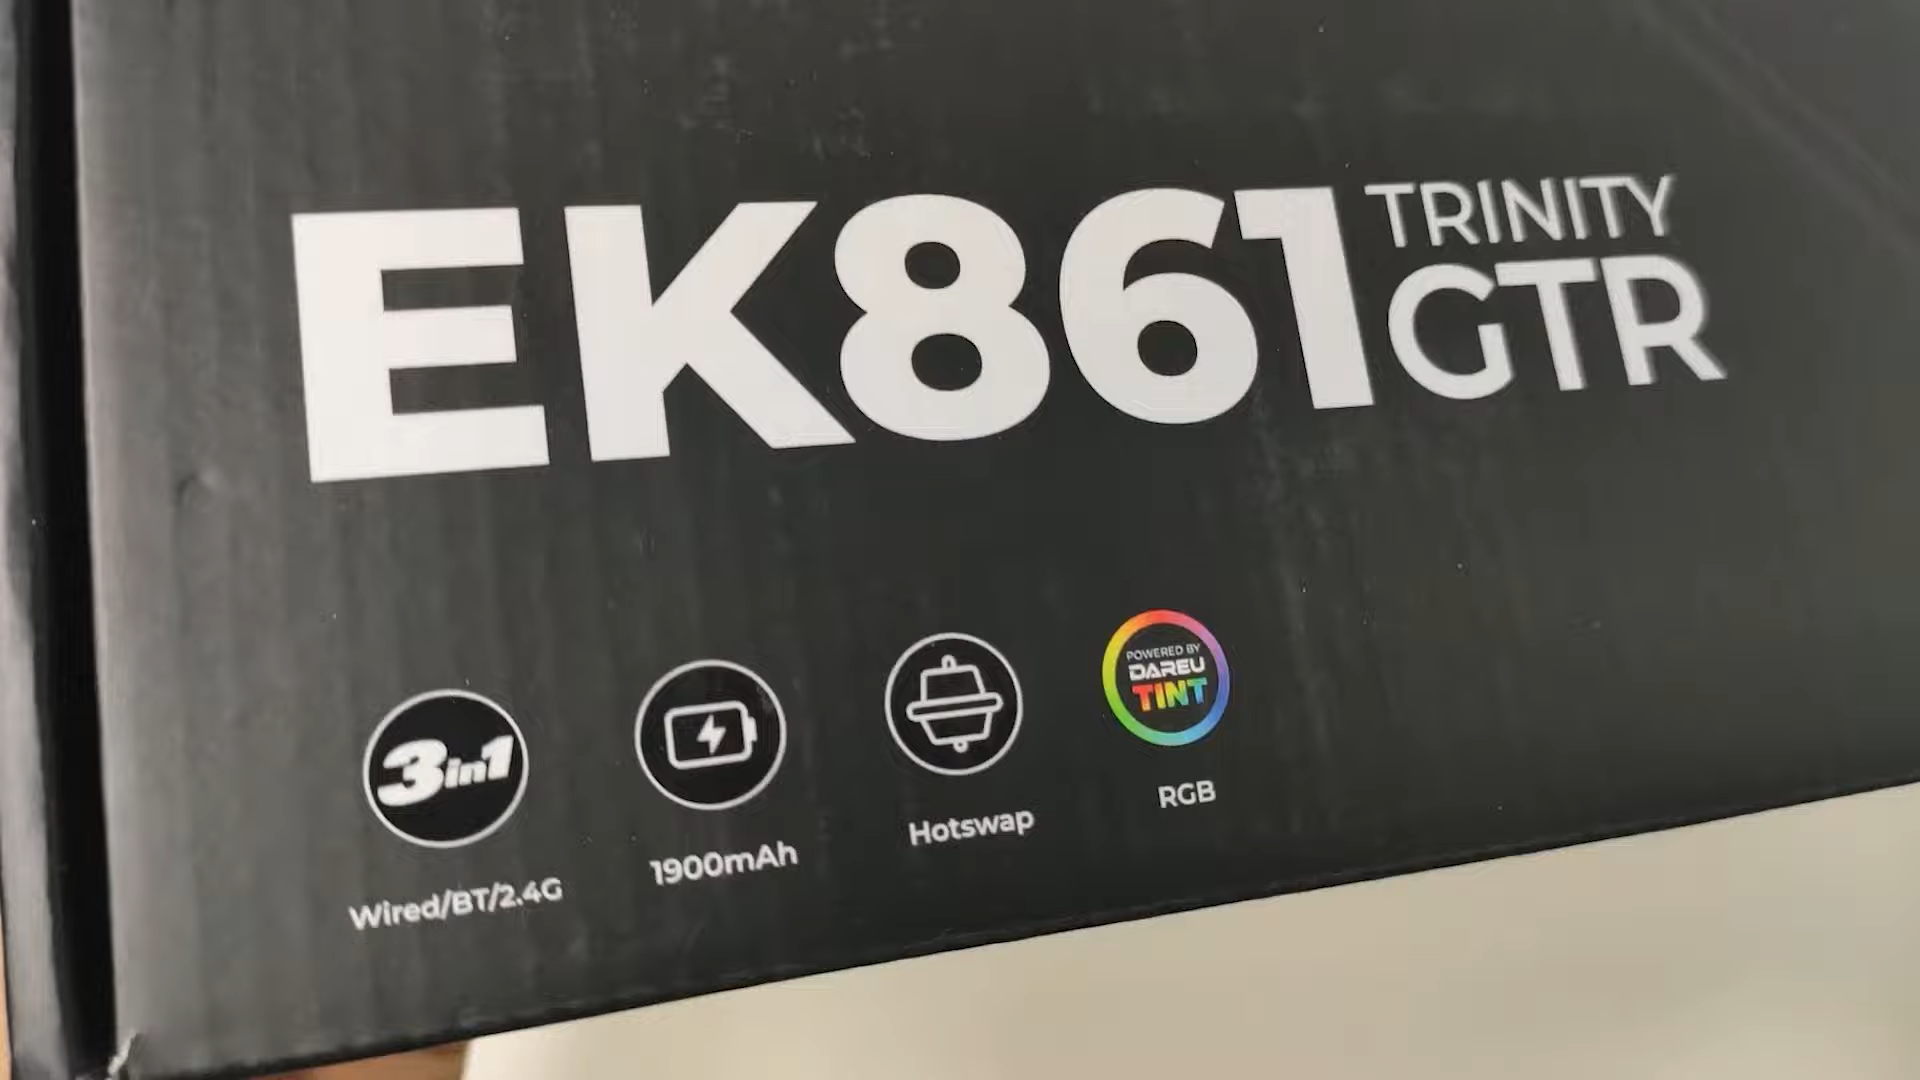 EK861 TRINITY
GTR
3in1
Wired/BT/2.4G
1900mAh
Hotswap
POWERED BY
DAREU
TINT
RGB